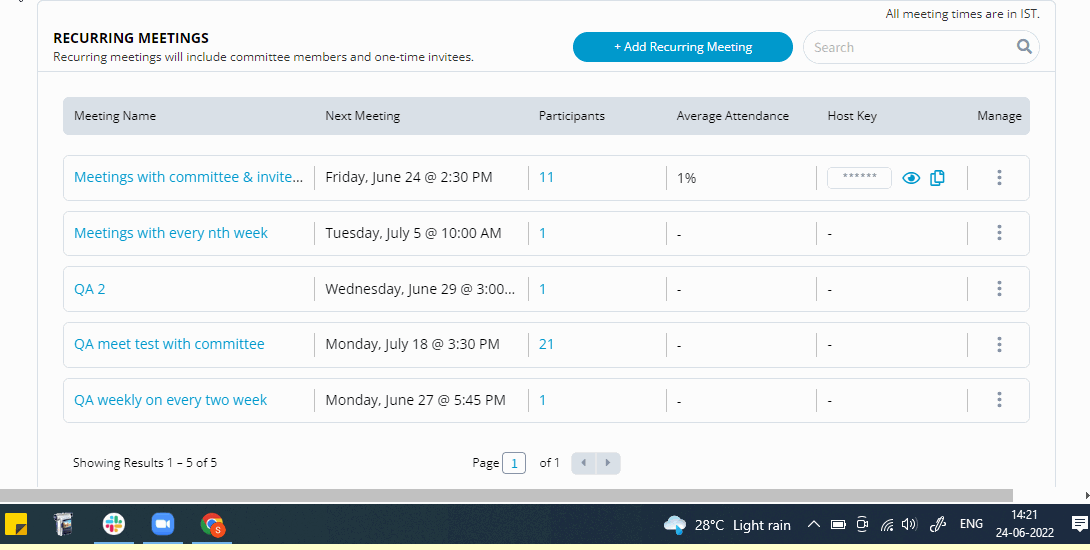 All meeting times are in IST.
RECURRING MEETINGS
Recurring meetings will include committee members and one-time invitees.
+ Add Recurring Meeting
Search
Meeting Name Next Meeting Participants Average Attendance Host Key Manage
Meetings with committee & invite... Friday, June 24 @ 2:30 PM 11 1% ******
Meetings with every nth week Tuesday, July 5 @ 10:00 AM 1 - -
QA 2 Wednesday, June 29 @ 3:00... 1 - -
QA meet test with committee Monday, July 18 @ 3:30 PM 21 - -
QA weekly on every two week Monday, June 27 @ 5:45 PM 1 - -
Showing Results 1 – 5 of 5 Page 1 of 1
S
28°C Light rain ENG
14:21
24-06-2022